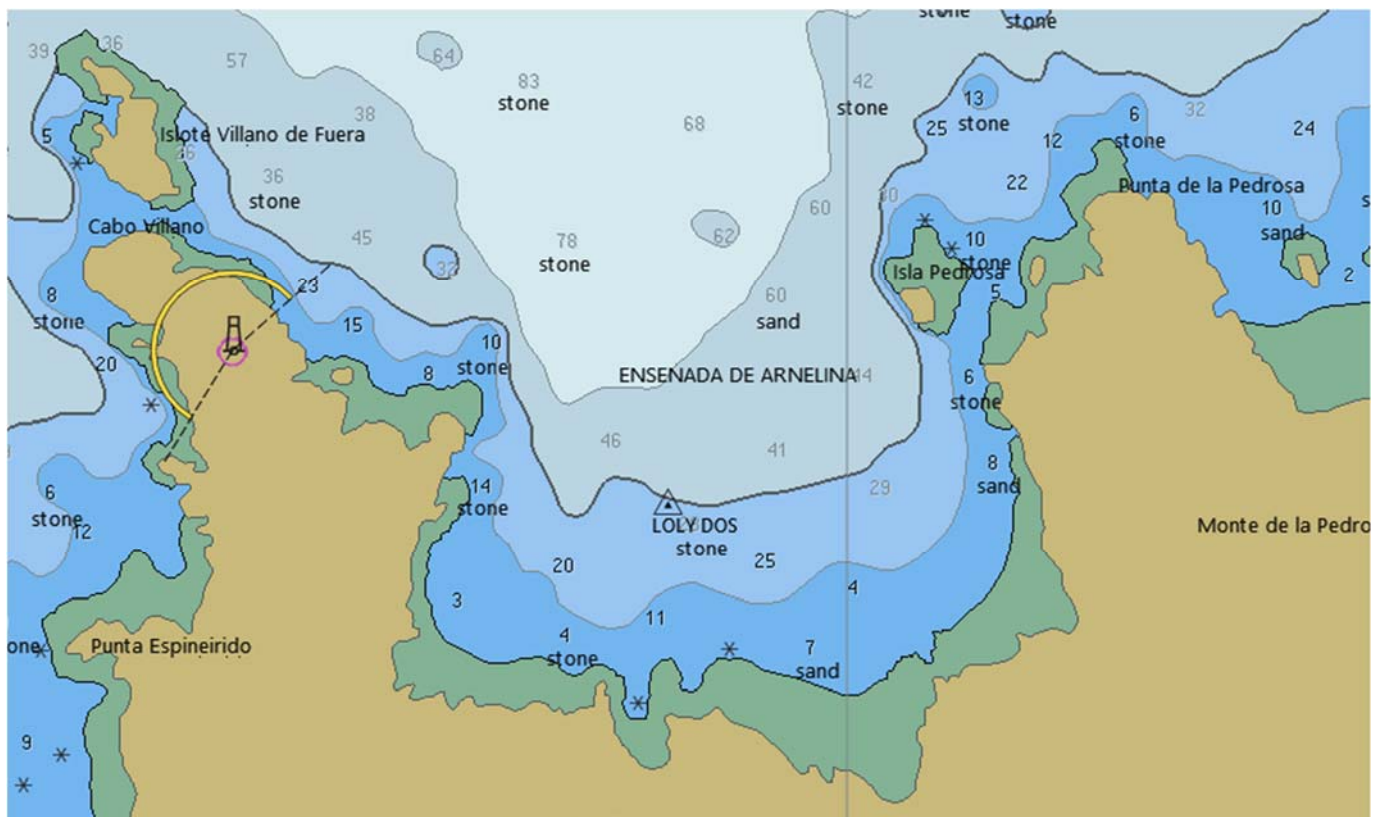 stone
stone
39
36
57
64
83
stone
42
stone
13
stone
38
68
25
12
6
stone
32
24
5
Islote Villano de Fuera
26
36
stone
22
Punta de la Pedrosa
60
10
sand
Cabo Villano
45
78
stone
62
10
stone
Isla Pedrosa
5
2
32
23
8
stone
60
sand
15
10
stone
20
8
ENSENADA DE ARNELINA
6
stone
46
41
8
sand
6
stone
12
14
stone
29
LOLY DOS
stone
Monte de la Pedro
20
25
4
3
11
4
stone
7
sand
one
Punta Espineirido
9